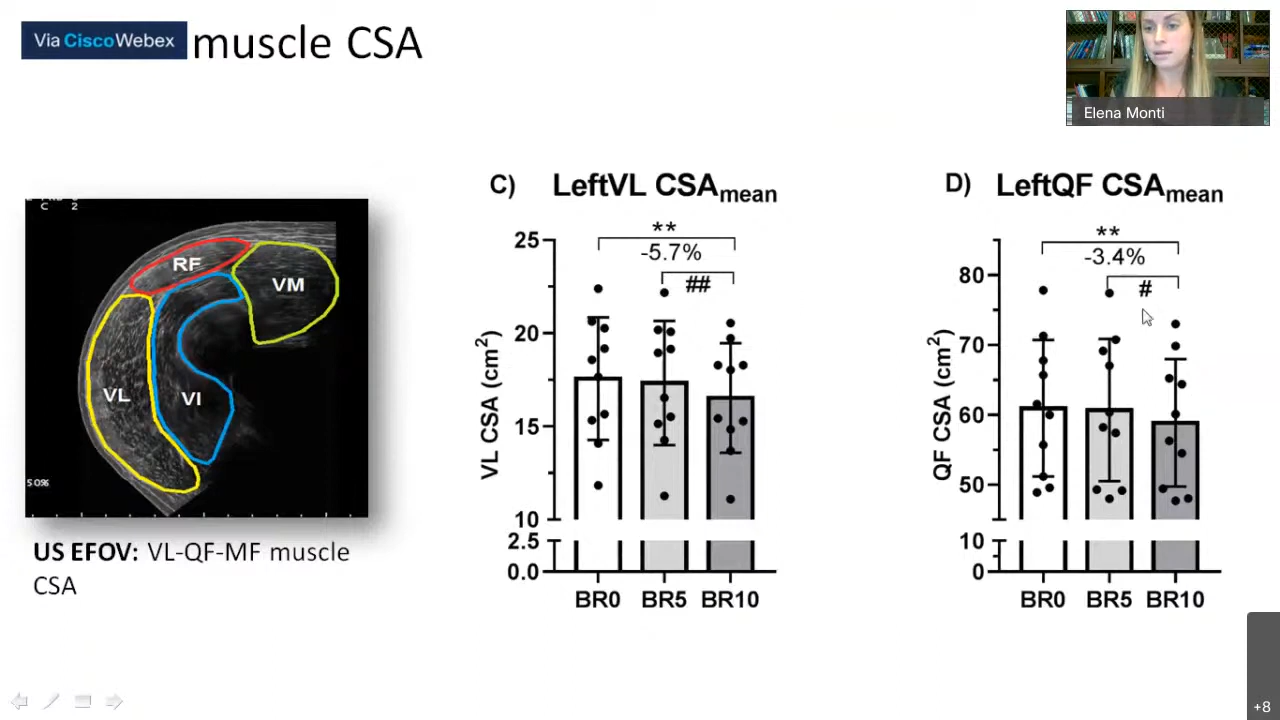 Via CiscoWebex muscle CSA
Elena Monti
C
2
RF
VM
VL
VI
50%
US EFOV: VL-QF-MF muscle
CSA
C) LeftVL CSAmean
**
-5.7%
##
VL CSA (cm²)
25
20
15
10
2.5
0.0
BR0 BR5 BR10
D) LeftQF CSAmean
**
-3.4%
#
QF CSA (cm²)
80
70
60
50
10
0
BR0 BR5 BR10
+8